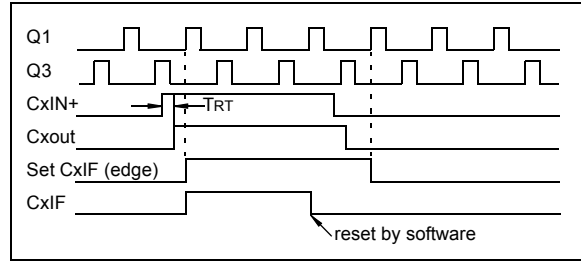 Q1
Q3
CxIN+
TRT
Cxout
Set CxIF (edge)
CxIF
reset by software